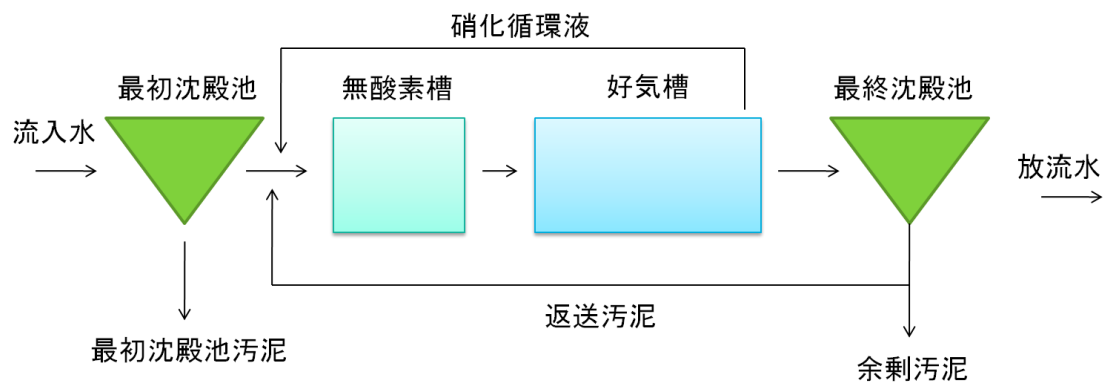 硝化循環液
最初沈殿池
無酸素槽
好気槽
最終沈殿池
流入水
放流水
返送汚泥
最初沈殿池汚泥
余剰汚泥